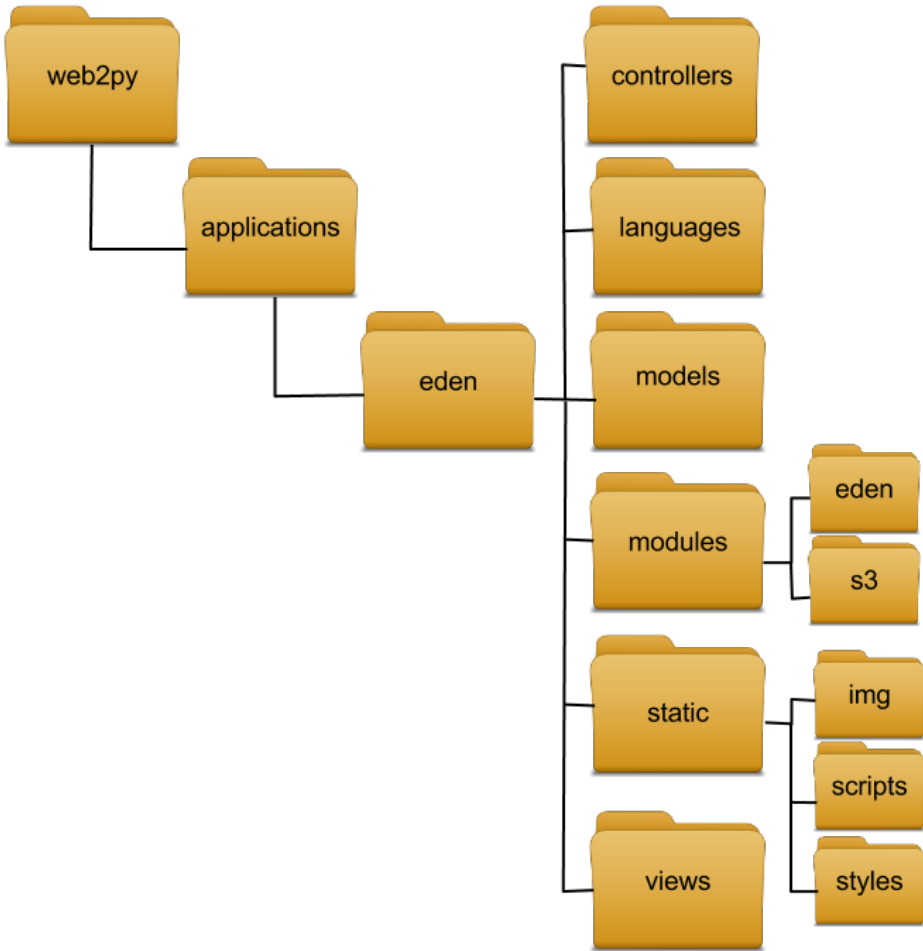 web2py
applications
eden
controllers
languages
models
modules
eden
s3
static
img
scripts
styles
views